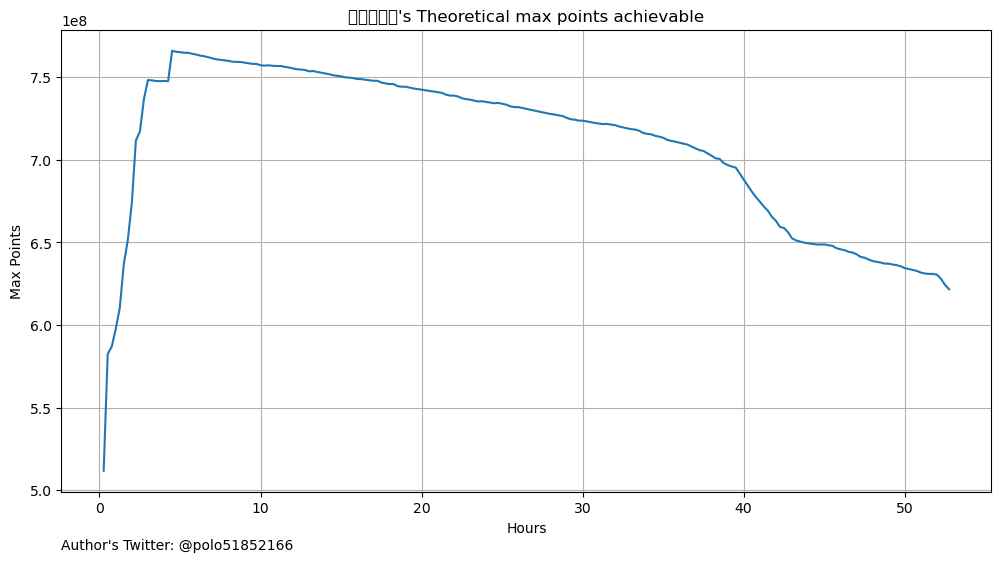 1e8
▯▯▯▯▯'s Theoretical max points achievable
Max Points
7.5
7.0
6.5
6.0
5.5
5.0
0 10 20 30 40 50
Hours
Author's Twitter: @polo51852166